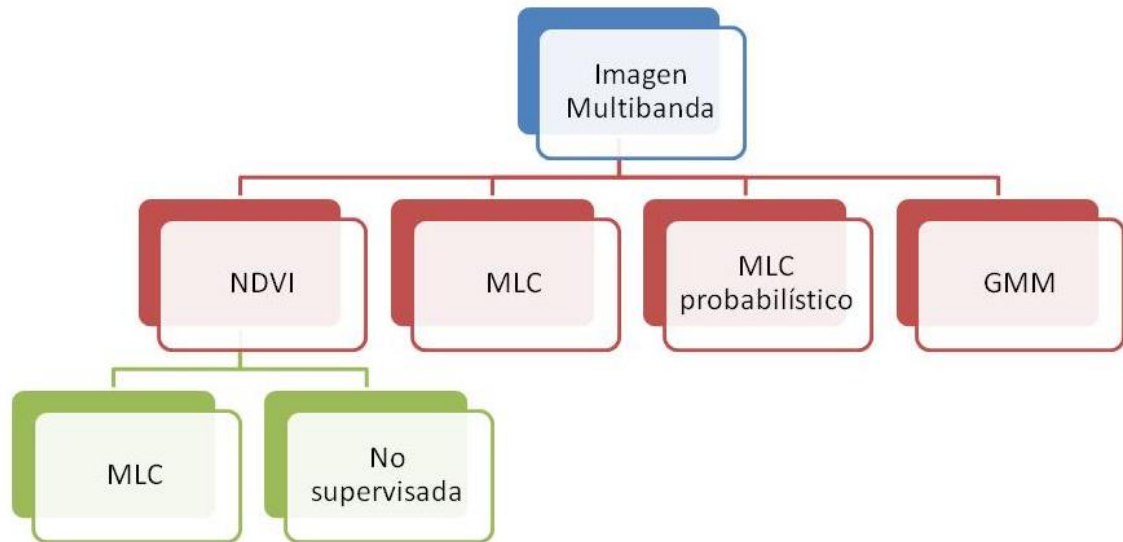 Imagen
Multibanda
NDVI
MLC
MLC
probabilístico
GMM
MLC
No
supervisada